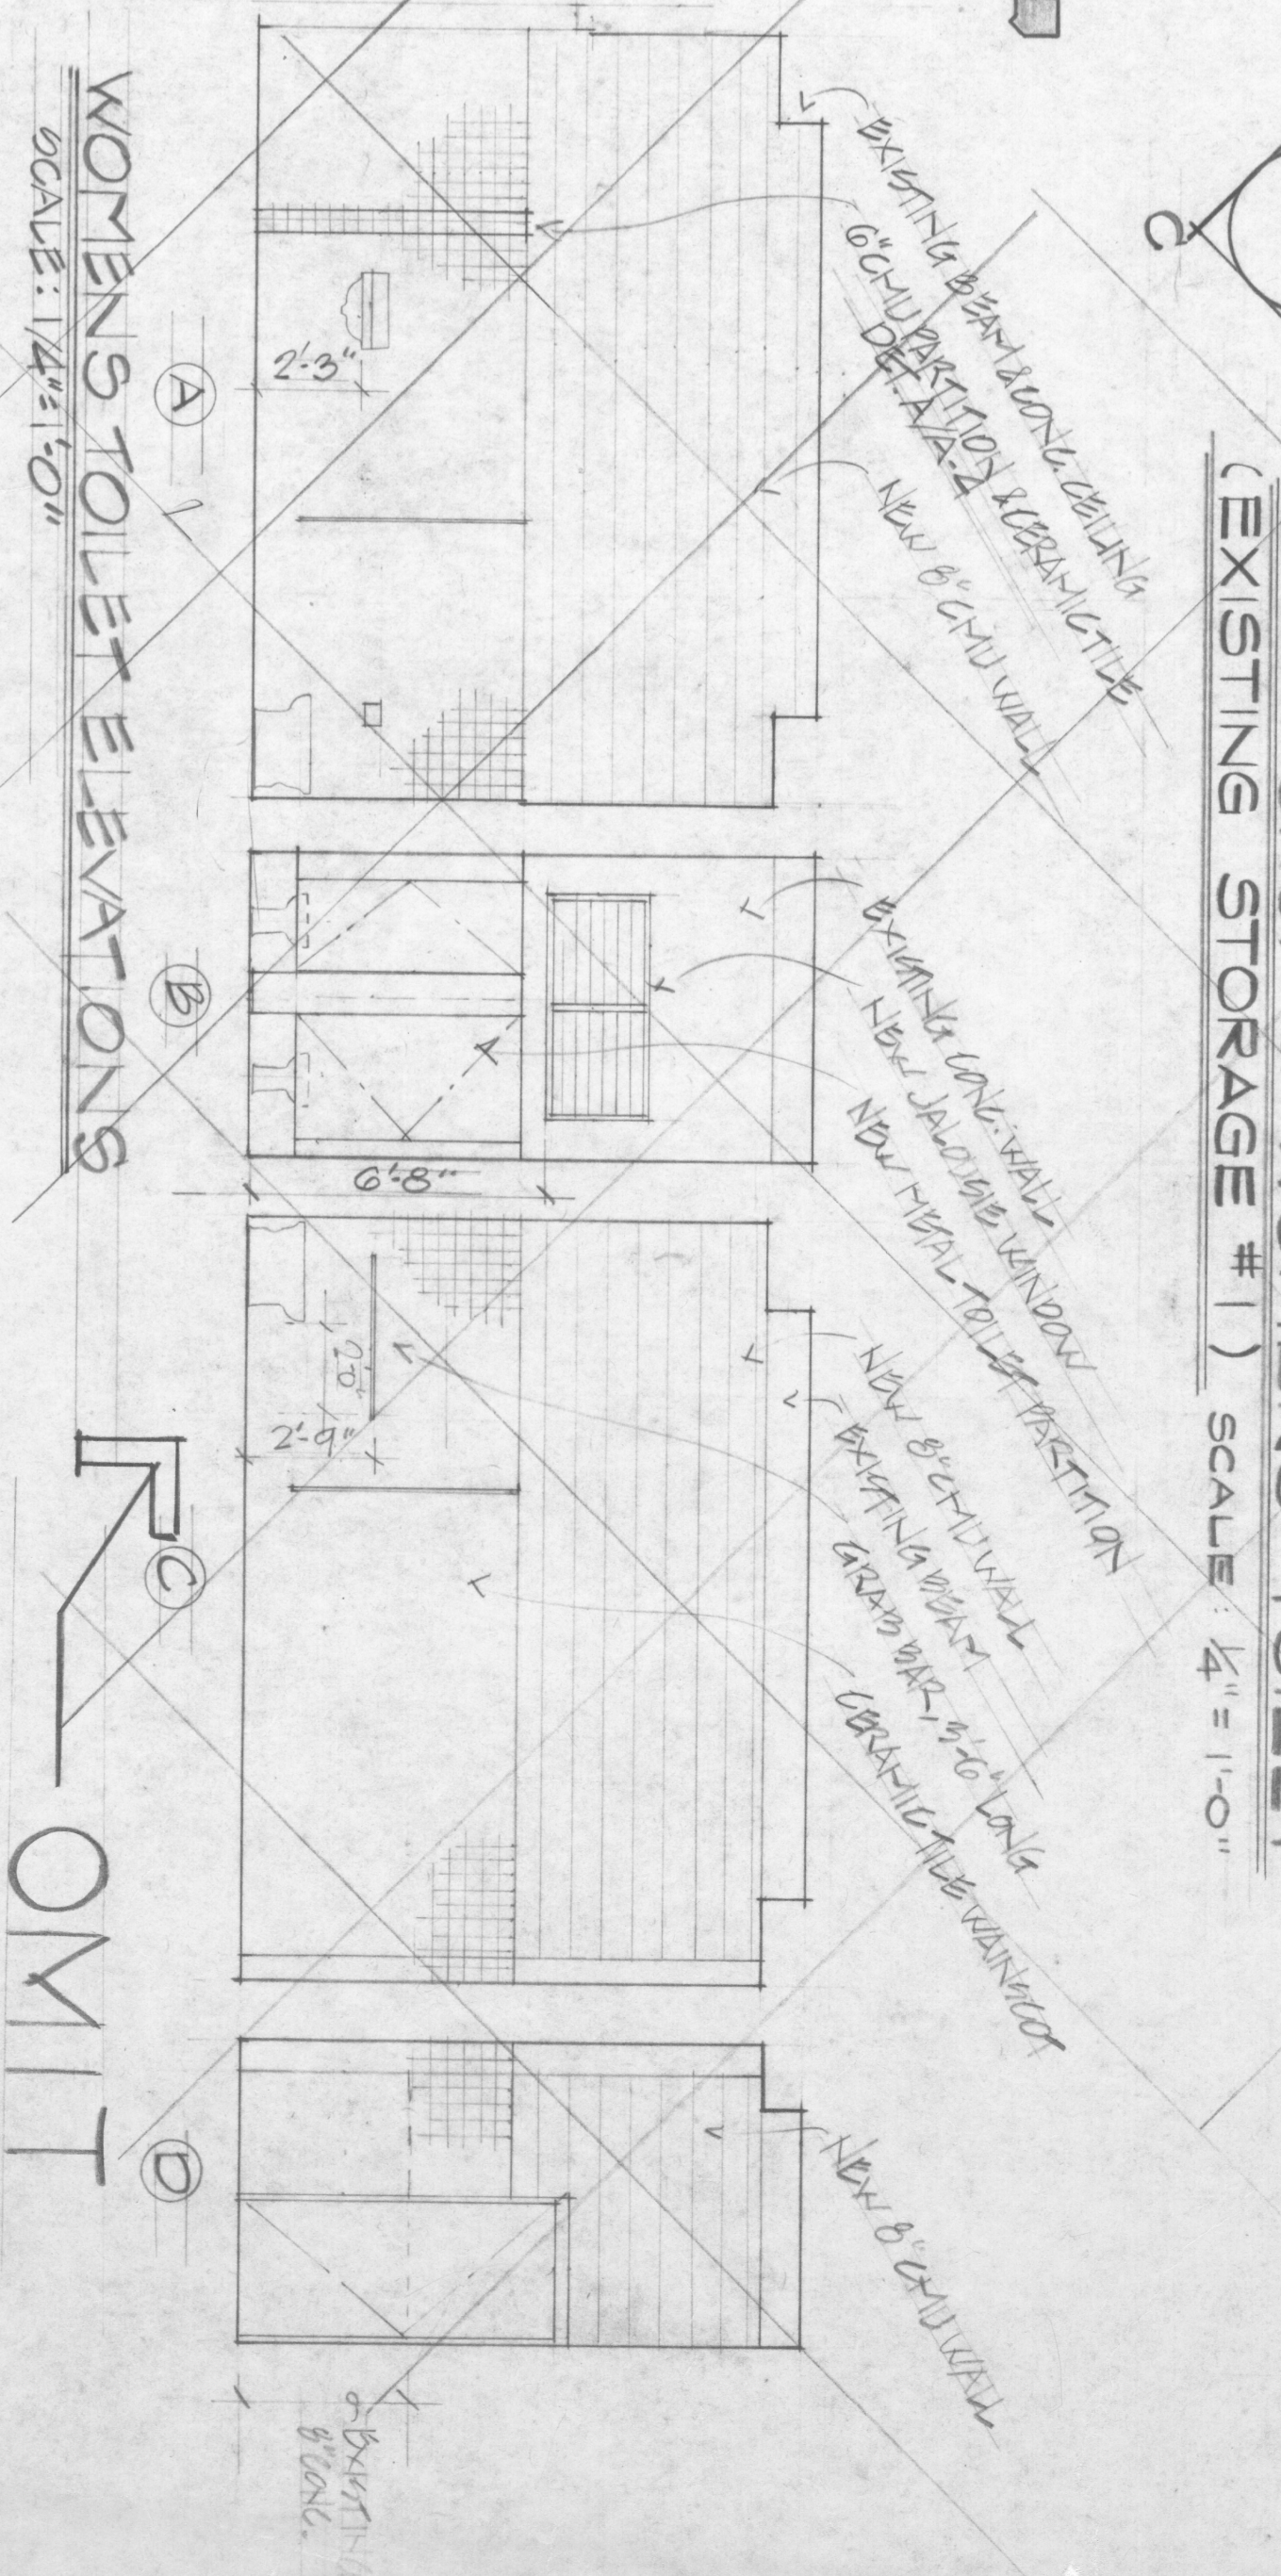 (EXISTING STORAGE #1) SCALE: 1/4" = 1'-0"
C
EXISTING BEAM & CONC. CEILING
6" CMU PARTITION & CERAMIC TILE
DET. A/A-4
NEW 8" CMU WALL
EXISTING CONC. WALL
NEW JALOUSIE WINDOW
NEW METAL TOILET PARTITION
NEW 8" CMU WALL
EXISTING BEAM
GRAB BAR, 3'-6" LONG
CERAMIC TILE WAINSCOT
NEW 8" CMU WALL
2'-3"
6'-8"
2'-0"
2'-9"
EXISTING
8" CONC.
A
B
C
D
WOMENS TOILET ELEVATIONS
SCALE: 1/4" = 1'-0"
OMIT